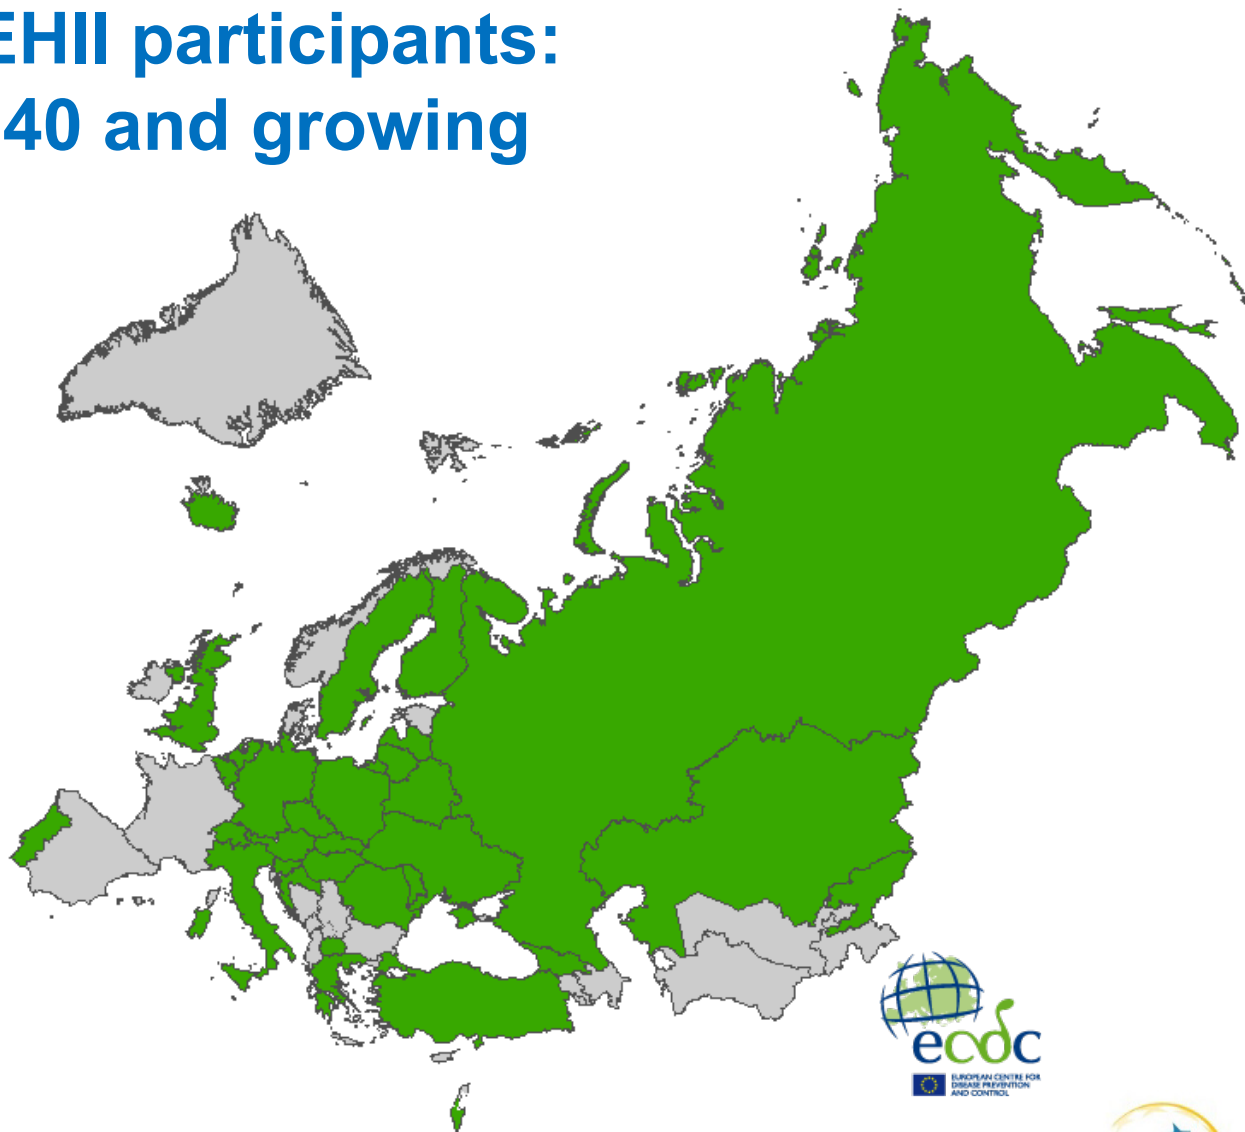 EHII participants:
40 and growing
ecdc
EUROPEAN CENTRE FOR
DISEASE PREVENTION
AND CONTROL